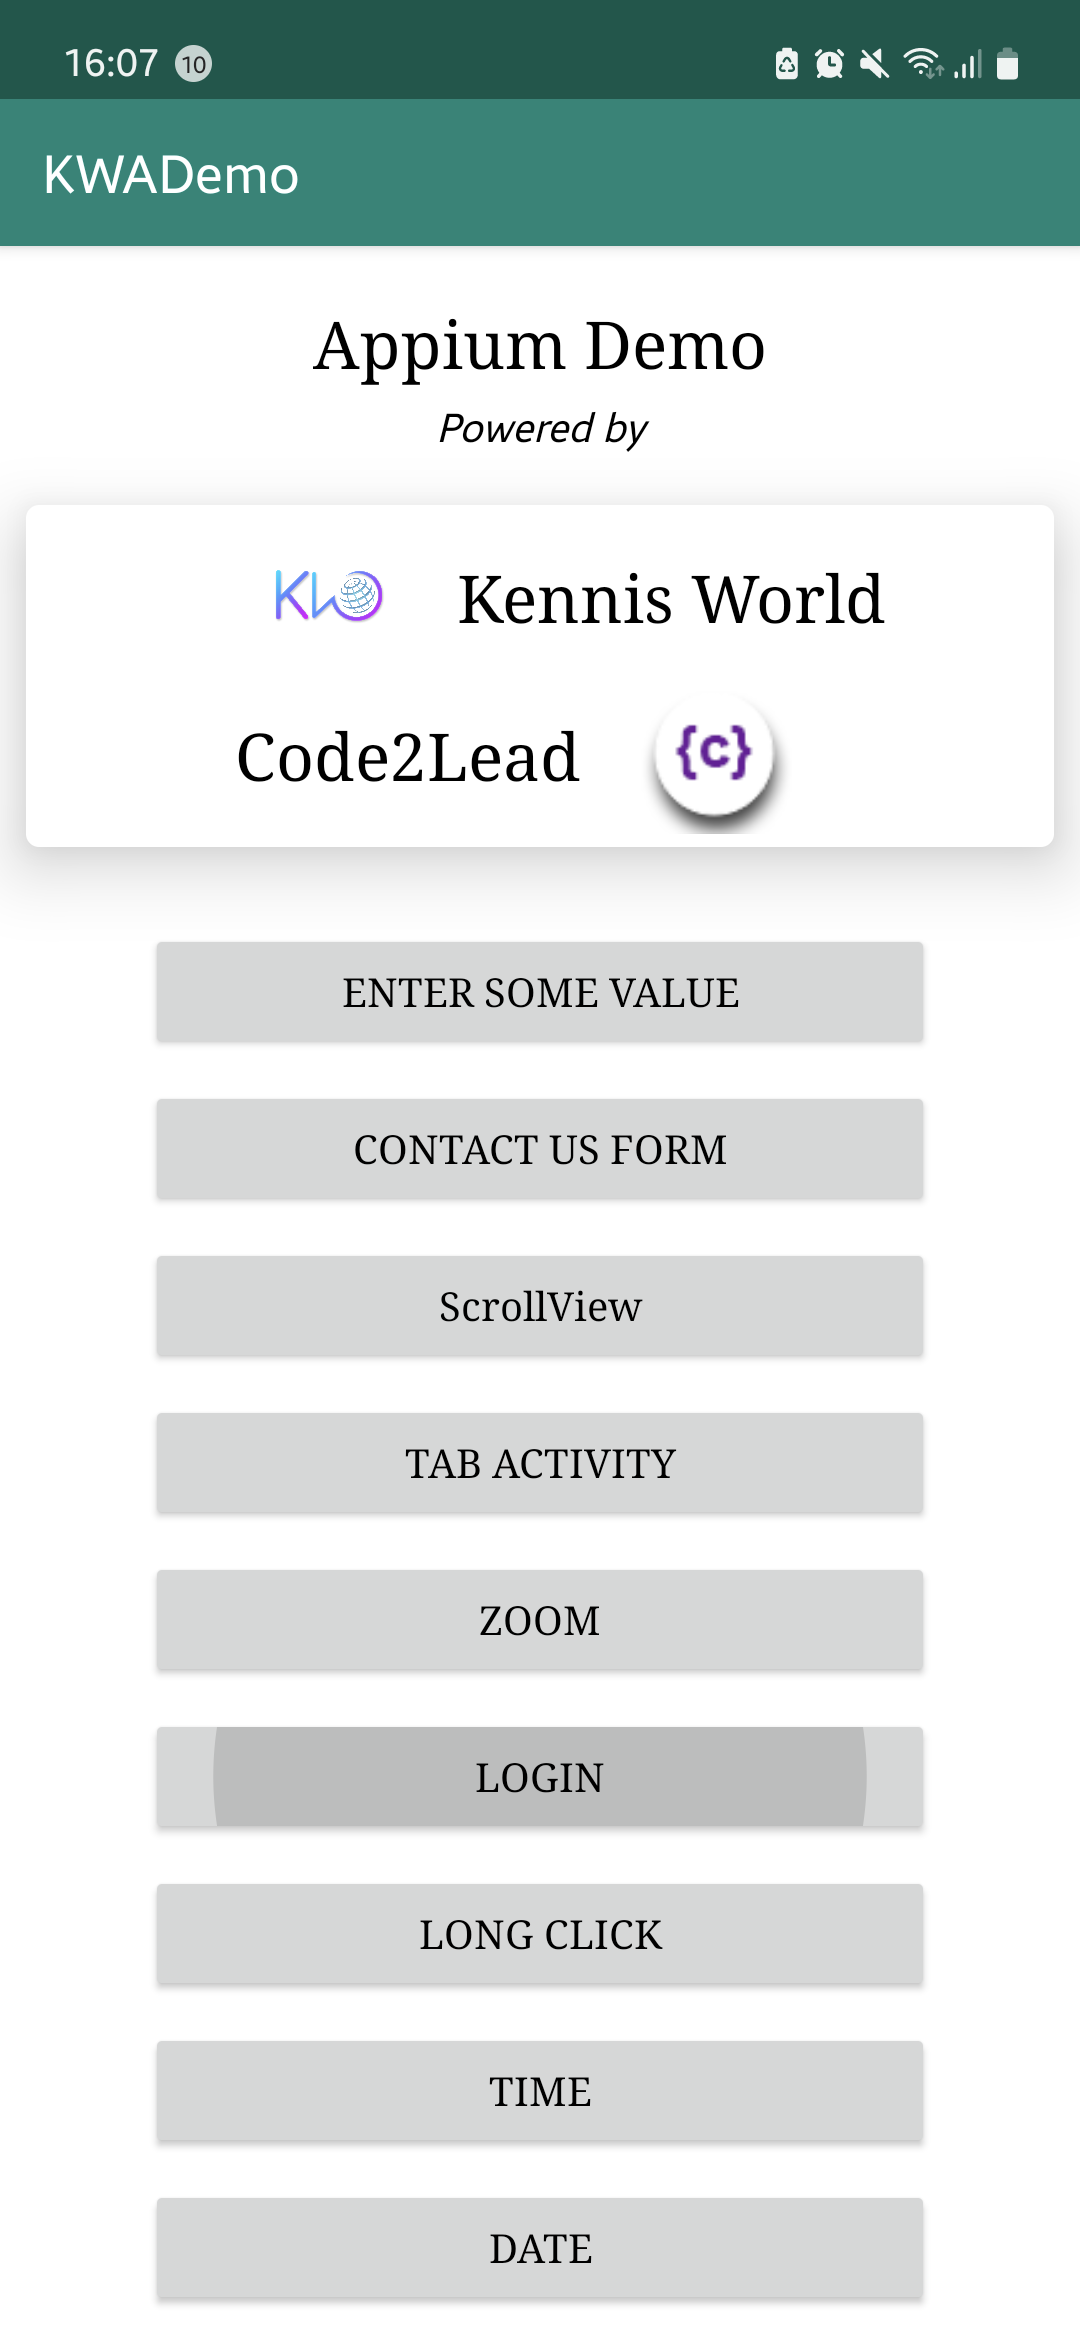 16:07 10
KWADemo
Appium Demo
Powered by
KW Kennis World
Code2Lead {c}
ENTER SOME VALUE
CONTACT US FORM
ScrollView
TAB ACTIVITY
ZOOM
LOGIN
LONG CLICK
TIME
DATE